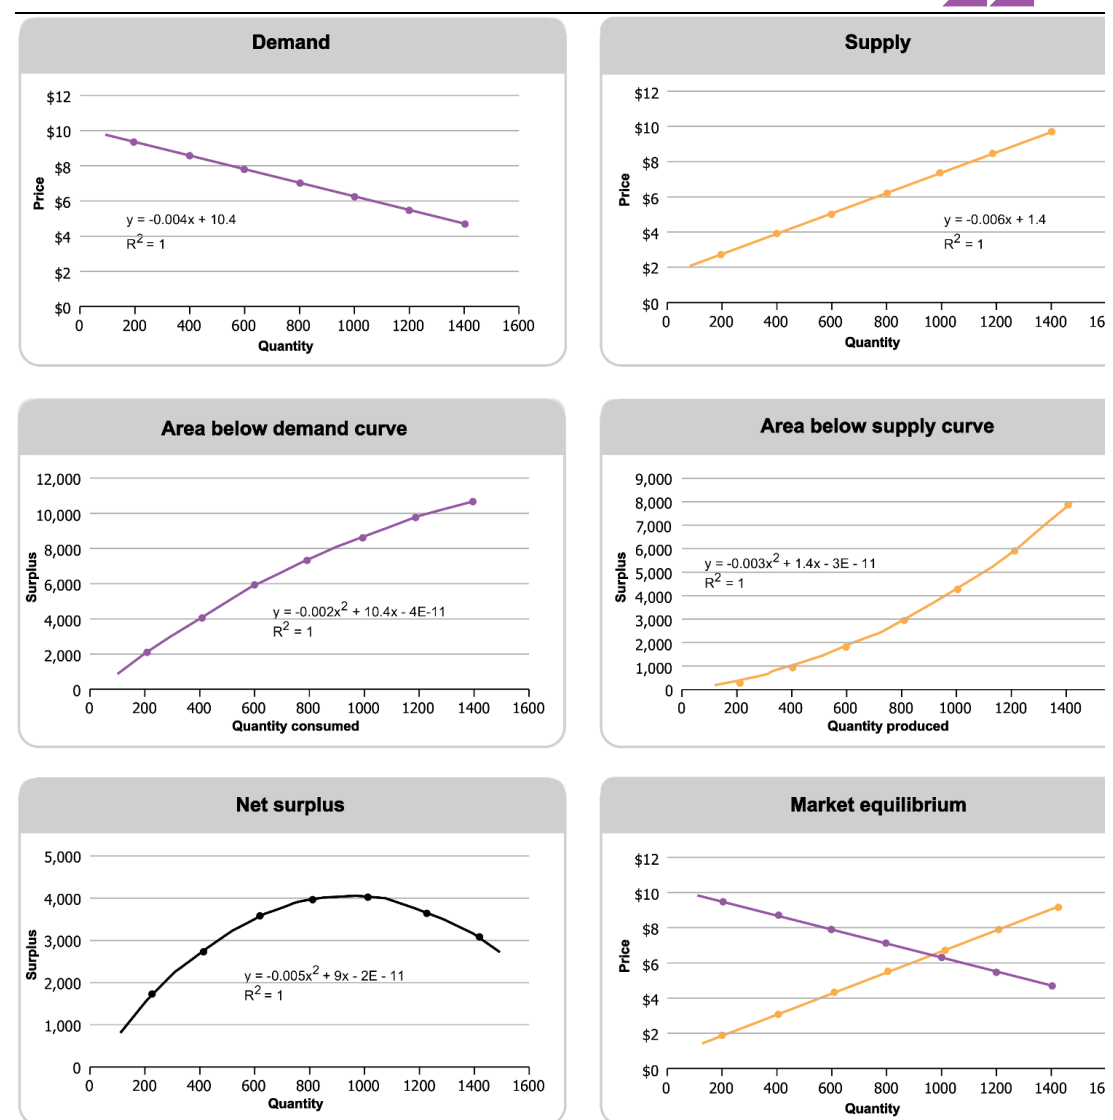 Demand
$12
$10
$8
$6
$4
$2
$0
Price
y = -0.004x + 10.4
R2 = 1
0 200 400 600 800 1000 1200 1400 1600
Quantity
Supply
$12
$10
$8
$6
$4
$2
$0
Price
y = -0.006x + 1.4
R2 = 1
0 200 400 600 800 1000 1200 1400 16
Quantity
Area below demand curve
12,000
10,000
8,000
6,000
4,000
2,000
0
Surplus
y = -0.002x2 + 10.4x - 4E-11
R2 = 1
0 200 400 600 800 1000 1200 1400 1600
Quantity consumed
Area below supply curve
9,000
8,000
7,000
6,000
5,000
4,000
3,000
2,000
1,000
0
Surplus
y = -0.003x2 + 1.4x - 3E - 11
R2 = 1
0 200 400 600 800 1000 1200 1400
Quantity produced
Net surplus
5,000
4,000
3,000
2,000
1,000
0
Surplus
y = -0.005x2 + 9x - 2E - 11
R2 = 1
0 200 400 600 800 1000 1200 1400 1600
Quantity
Market equilibrium
$12
$10
$8
$6
$4
$2
$0
Price
0 200 400 600 800 1000 1200 1400 16
Quantity